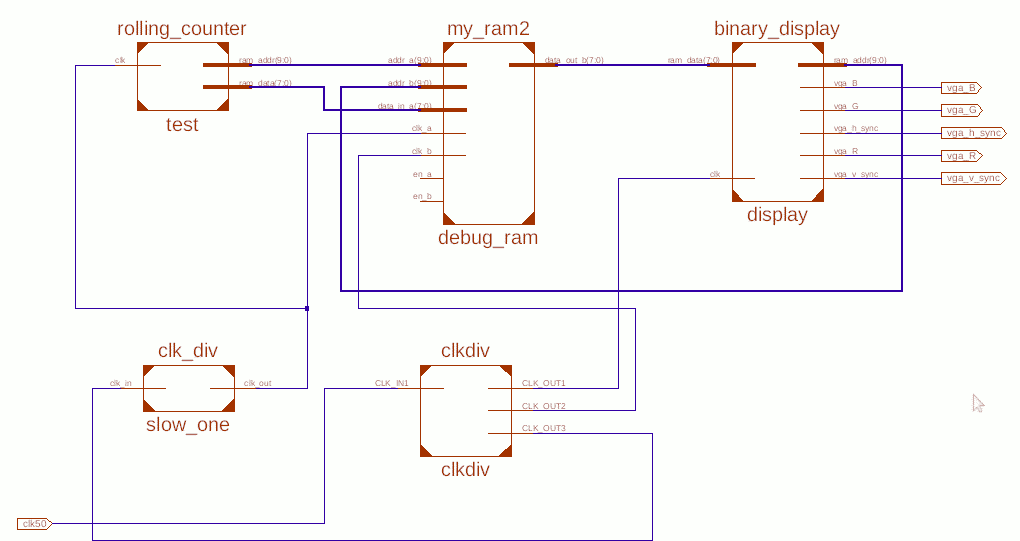 rolling_counter
my_ram2
binary_display
clk
ram_addr(9:0)
addr_a(9:0)
data_out_b(7:0)
ram_data(7:0)
ram_addr(9:0)
ram_data(7:0)
addr_b(9:0)
vga_B
vga_B
data_in_a(7:0)
vga_G
vga_G
test
clk_a
vga_h_sync
vga_h_sync
clk_b
vga_R
vga_R
en_a
clk
vga_v_sync
vga_v_sync
en_b
display
debug_ram
clk_div
clkdiv
clk_in
clk_out
CLK_IN1
CLK_OUT1
CLK_OUT2
slow_one
CLK_OUT3
clkdiv
clk50